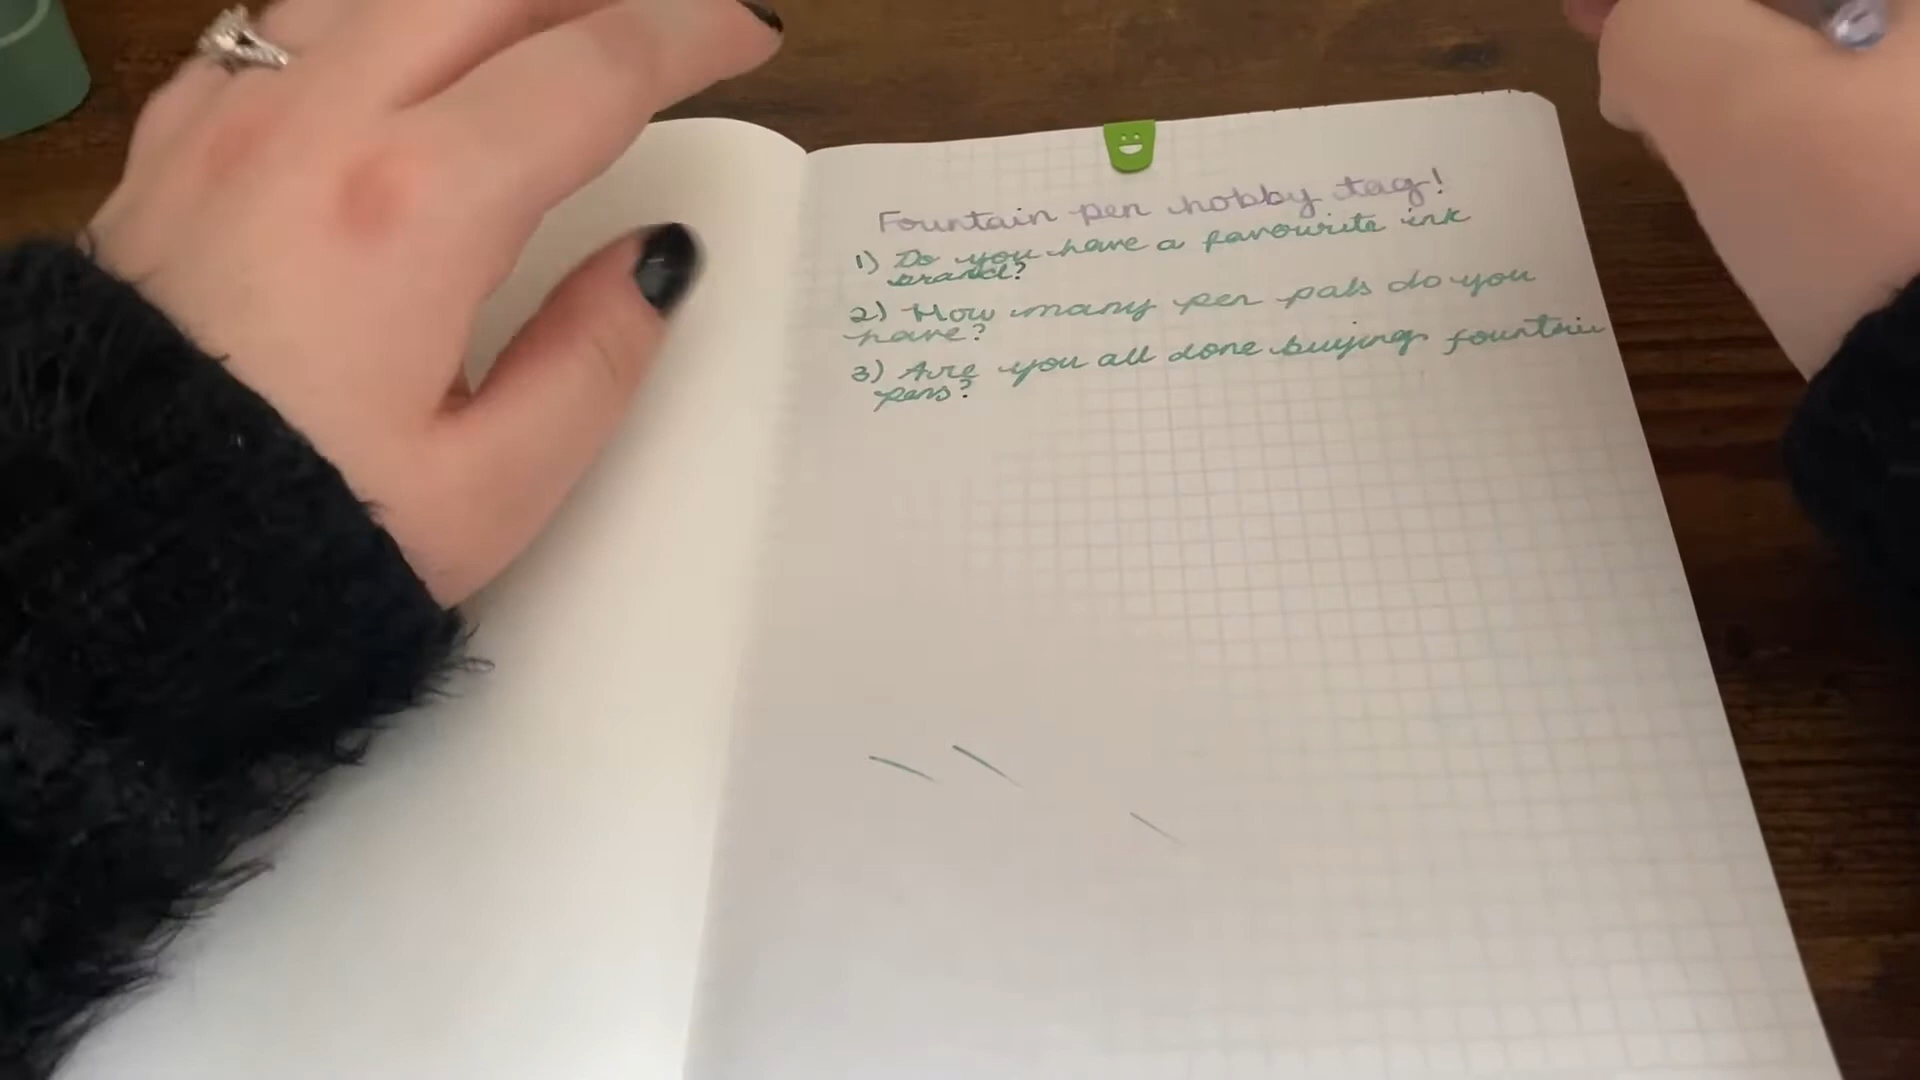 Fountain pen hobby tag!
1) Do you have a favourite ink
brand?
2) How many pen pals do you
have?
3) Are you all done buying fountain
pens?